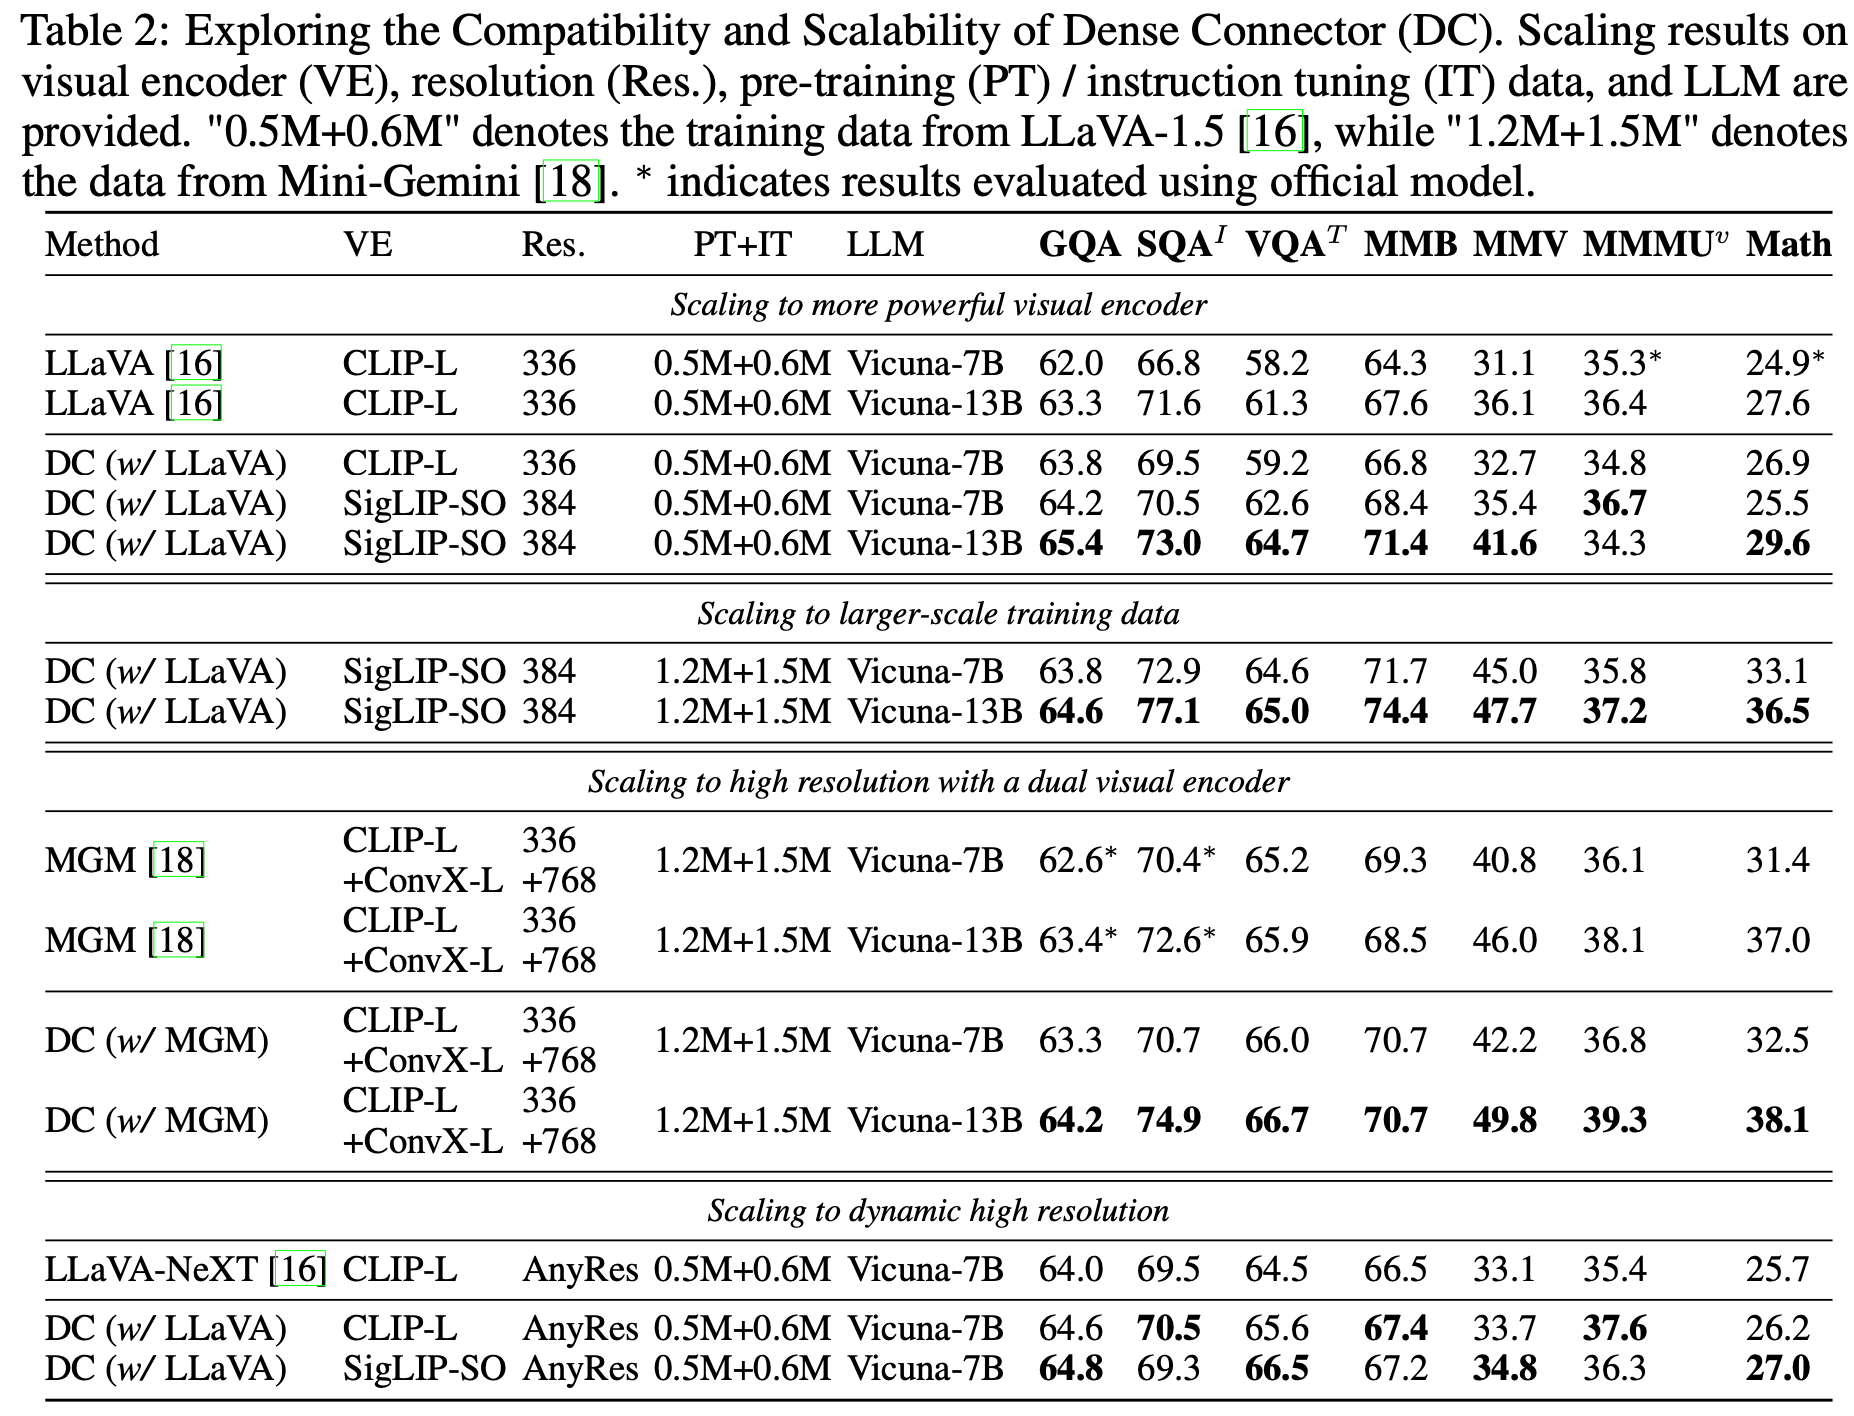 Table 2: Exploring the Compatibility and Scalability of Dense Connector (DC). Scaling results on
visual encoder (VE), resolution (Res.), pre-training (PT) / instruction tuning (IT) data, and LLM are
provided. "0.5M+0.6M" denotes the training data from LLaVA-1.5 [16], while "1.2M+1.5M" denotes
the data from Mini-Gemini [18]. * indicates results evaluated using official model.
Method VE Res. PT+IT LLM GQA SQA^I VQA^T MMB MMV MMMU^v Math
Scaling to more powerful visual encoder
LLaVA [16] CLIP-L 336 0.5M+0.6M Vicuna-7B 62.0 66.8 58.2 64.3 31.1 35.3* 24.9*
LLaVA [16] CLIP-L 336 0.5M+0.6M Vicuna-13B 63.3 71.6 61.3 67.6 36.1 36.4 27.6
DC (w/ LLaVA) CLIP-L 336 0.5M+0.6M Vicuna-7B 63.8 69.5 59.2 66.8 32.7 34.8 26.9
DC (w/ LLaVA) SigLIP-SO 384 0.5M+0.6M Vicuna-7B 64.2 70.5 62.6 68.4 35.4 36.7 25.5
DC (w/ LLaVA) SigLIP-SO 384 0.5M+0.6M Vicuna-13B 65.4 73.0 64.7 71.4 41.6 34.3 29.6
Scaling to larger-scale training data
DC (w/ LLaVA) SigLIP-SO 384 1.2M+1.5M Vicuna-7B 63.8 72.9 64.6 71.7 45.0 35.8 33.1
DC (w/ LLaVA) SigLIP-SO 384 1.2M+1.5M Vicuna-13B 64.6 77.1 65.0 74.4 47.7 37.2 36.5
Scaling to high resolution with a dual visual encoder
CLIP-L 336
MGM [18] 1.2M+1.5M Vicuna-7B 62.6* 70.4* 65.2 69.3 40.8 36.1 31.4
+ConvX-L +768
CLIP-L 336
MGM [18] 1.2M+1.5M Vicuna-13B 63.4* 72.6* 65.9 68.5 46.0 38.1 37.0
+ConvX-L +768
CLIP-L 336
DC (w/ MGM) 1.2M+1.5M Vicuna-7B 63.3 70.7 66.0 70.7 42.2 36.8 32.5
+ConvX-L +768
CLIP-L 336
DC (w/ MGM) 1.2M+1.5M Vicuna-13B 64.2 74.9 66.7 70.7 49.8 39.3 38.1
+ConvX-L +768
Scaling to dynamic high resolution
LLaVA-NeXT [16] CLIP-L AnyRes 0.5M+0.6M Vicuna-7B 64.0 69.5 64.5 66.5 33.1 35.4 25.7
DC (w/ LLaVA) CLIP-L AnyRes 0.5M+0.6M Vicuna-7B 64.6 70.5 65.6 67.4 33.7 37.6 26.2
DC (w/ LLaVA) SigLIP-SO AnyRes 0.5M+0.6M Vicuna-7B 64.8 69.3 66.5 67.2 34.8 36.3 27.0